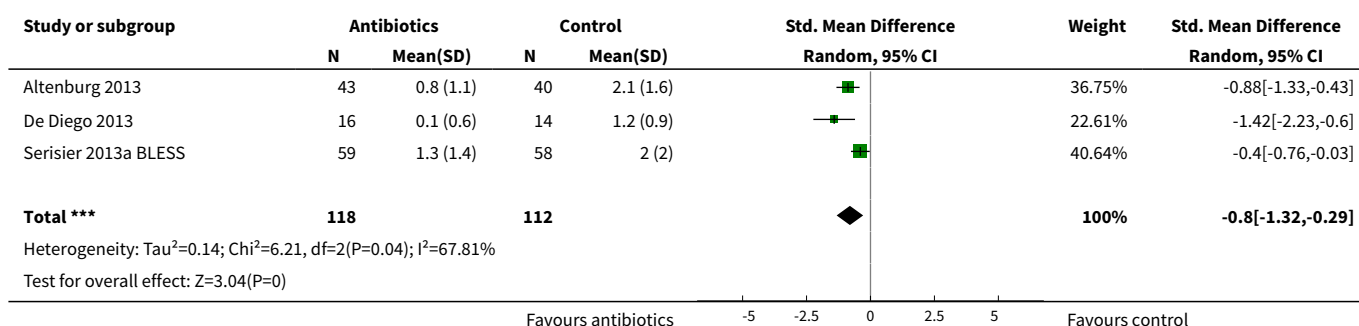 Study or subgroup Antibiotics Control Std. Mean Difference Weight Std. Mean Difference
N Mean(SD) N Mean(SD) Random, 95% CI Random, 95% CI
Altenburg 2013 43 0.8 (1.1) 40 2.1 (1.6) 36.75% -0.88[-1.33,-0.43]
De Diego 2013 16 0.1 (0.6) 14 1.2 (0.9) 22.61% -1.42[-2.23,-0.6]
Serisier 2013a BLESS 59 1.3 (1.4) 58 2 (2) 40.64% -0.4[-0.76,-0.03]
Total *** 118 112 100% -0.8[-1.32,-0.29]
Heterogeneity: Tau²=0.14; Chi²=6.21, df=2(P=0.04); I²=67.81%
Test for overall effect: Z=3.04(P=0)
Favours antibiotics -5 -2.5 0 2.5 5 Favours control